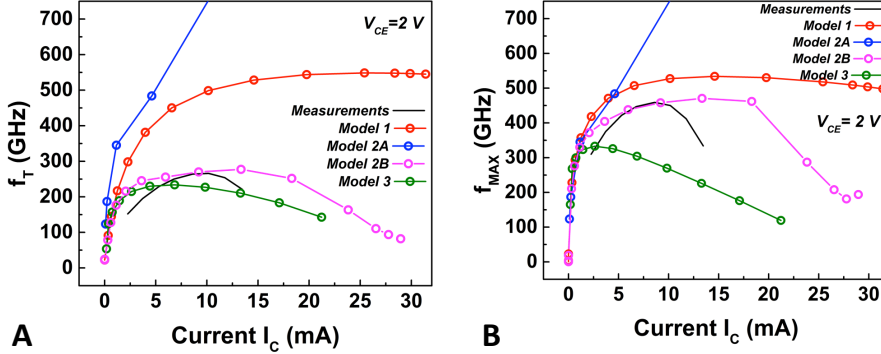 V_CE=2 V
f_T (GHz)
700
600
500
400
300
200
100
0
Measurements
Model 1
Model 2A
Model 2B
Model 3
0 5 10 15 20 25 30
Current I_C (mA)
A
Measurements
Model 1
Model 2A
Model 2B
Model 3
V_CE= 2 V
f_MAX (GHz)
700
600
500
400
300
200
100
0
0 5 10 15 20 25 30
Current I_C (mA)
B